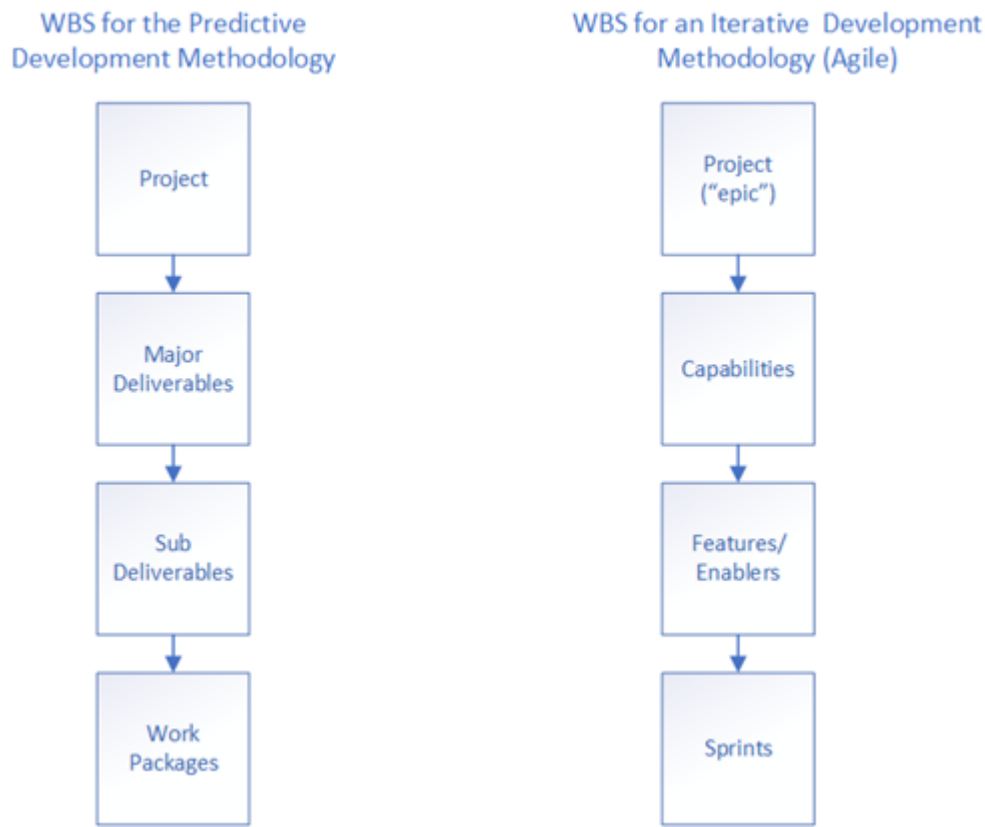 WBS for the Predictive
Development Methodology
Project
Major
Deliverables
Sub
Deliverables
Work
Packages
WBS for an Iterative Development
Methodology (Agile)
Project
(“epic”)
Capabilities
Features/
Enablers
Sprints